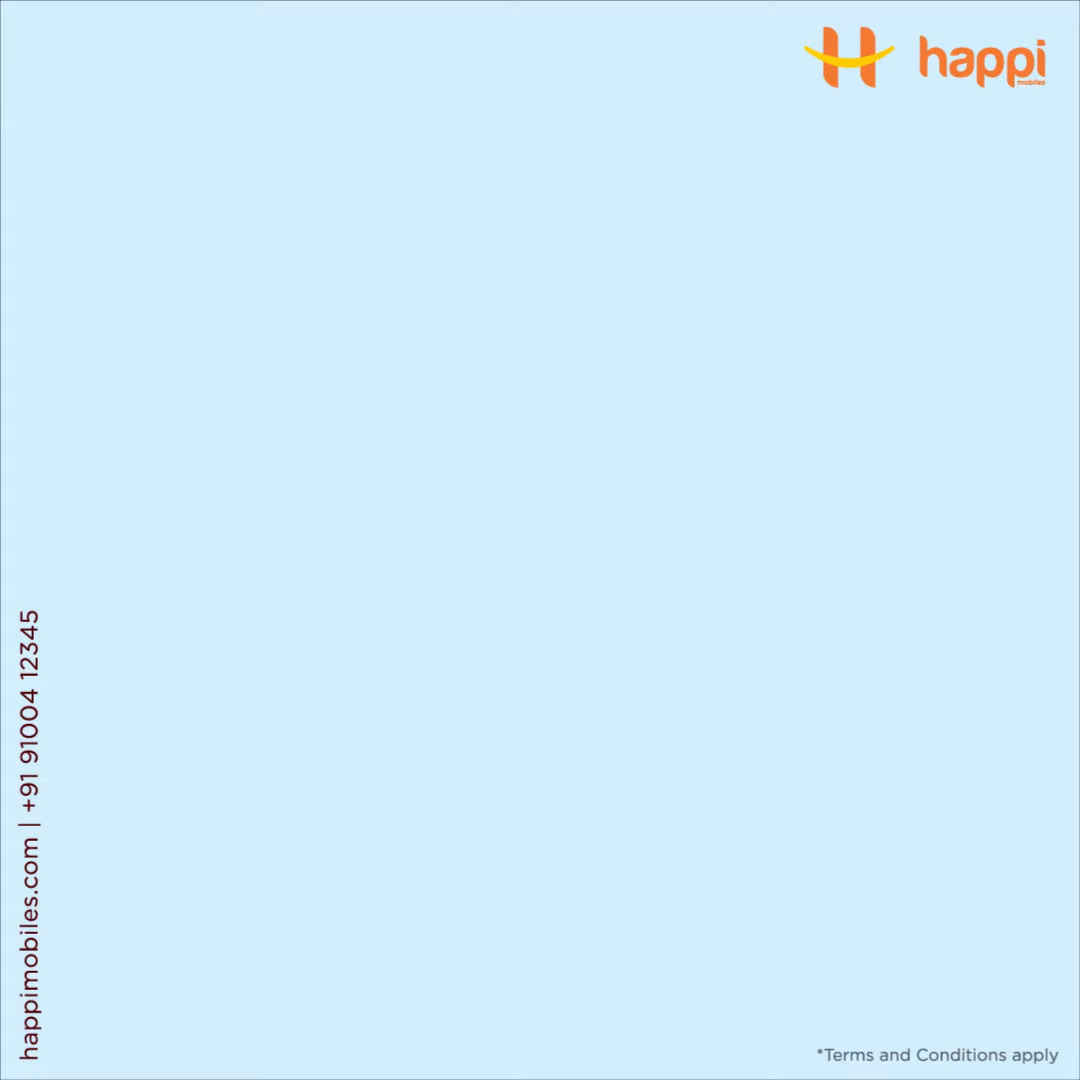 happi
mobiles
happimobiles.com | +91 91004 12345
*Terms and Conditions apply